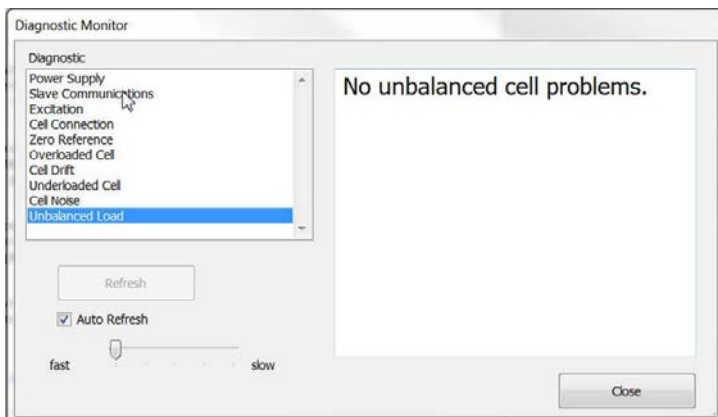 Diagnostic Monitor
Diagnostic
Power Supply
Slave Communications
Excitation
Cell Connection
Zero Reference
Overloaded Cell
Cell Drift
Underloaded Cell
Cell Noise
Unbalanced Load
No unbalanced cell problems.
Refresh
Auto Refresh
fast
slow
Close